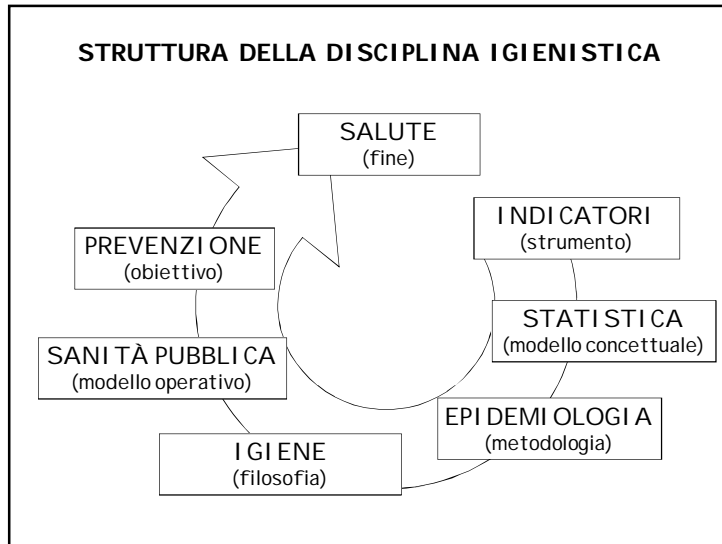 STRUTTURA DELLA DISCIPLINA IGIENISTICA
SALUTE
(fine)
INDICATORI
(strumento)
STATISTICA
(modello concettuale)
EPIDEMIOLOGIA
(metodologia)
IGIENE
(filosofia)
SANITÀ PUBBLICA
(modello operativo)
PREVENZIONE
(obiettivo)